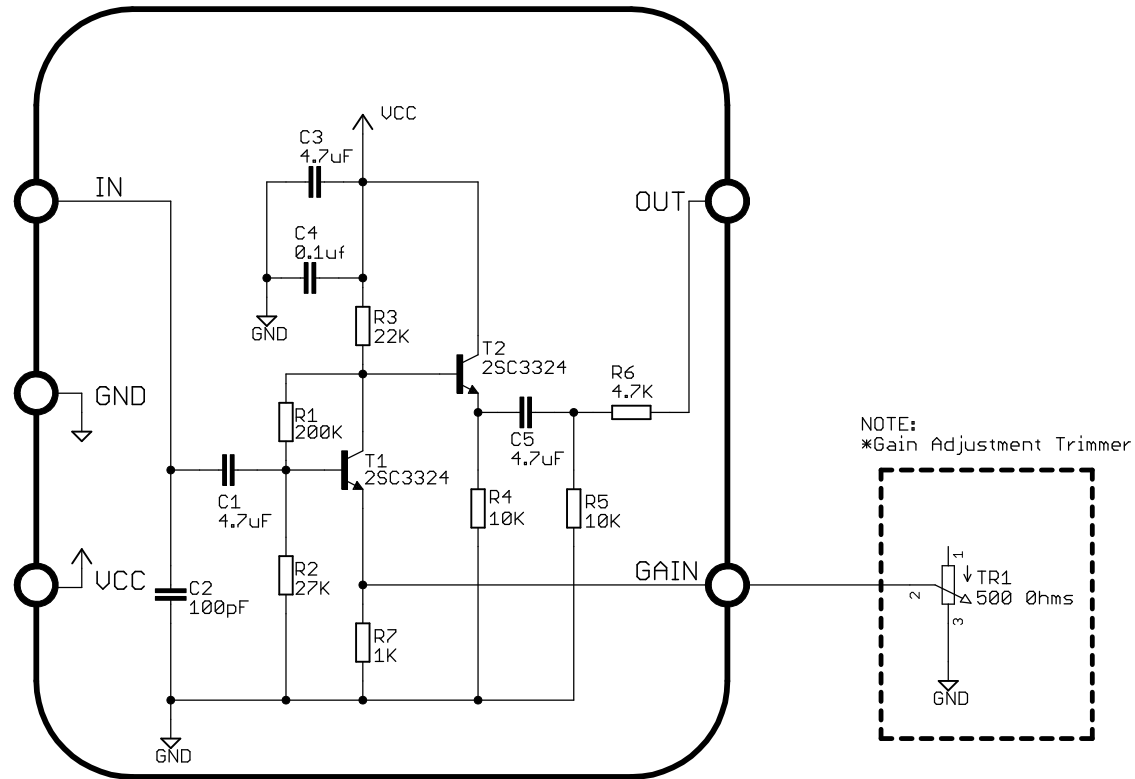 VCC
C3
4.7uF
IN
OUT
C4
0.1uf
GND
R3
22K
T2
2SC3324
R6
4.7K
GND
R1
200K
C5
4.7uF
NOTE:
*Gain Adjustment Trimmer
T1
2SC3324
C1
4.7uF
R4
10K
R5
10K
VCC
C2
100pF
R2
27K
GAIN
1
TR1
500 Ohms
2
3
R7
1K
GND
GND